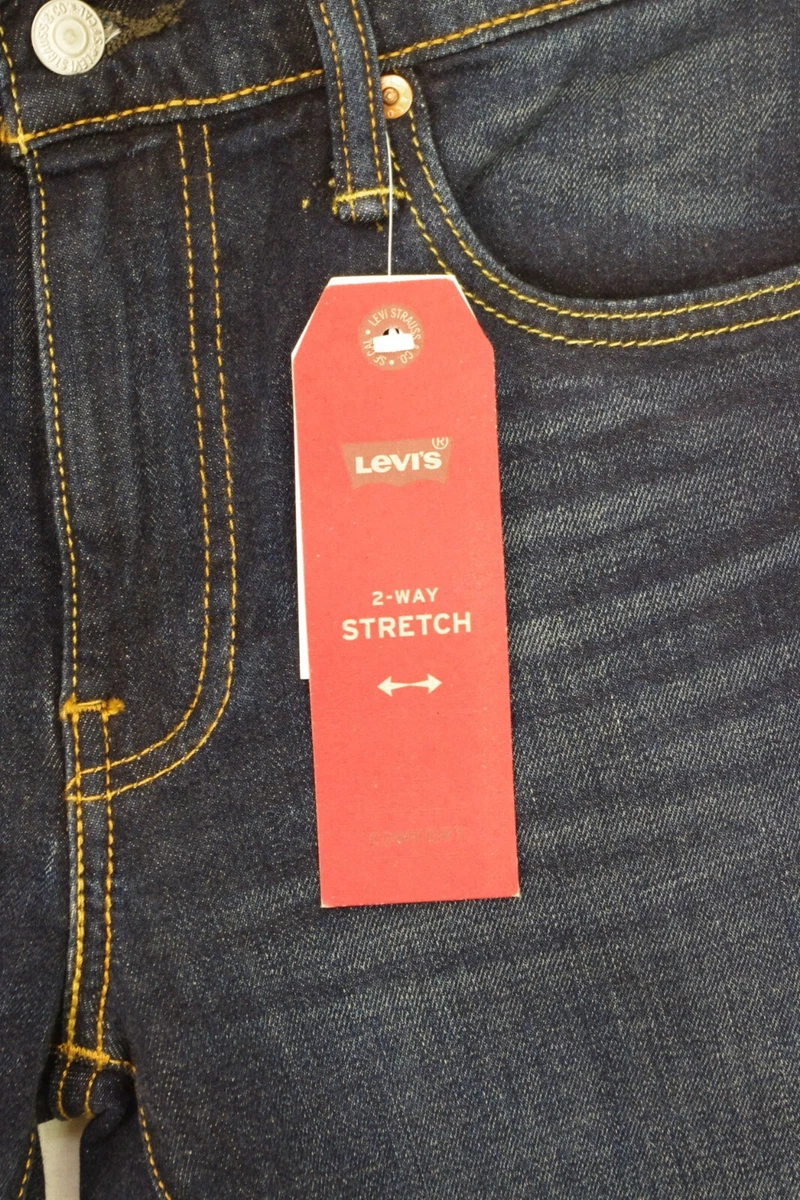 LEVI STRAUSS & CO.
SF CAL
LEVI'S®
2-WAY
STRETCH